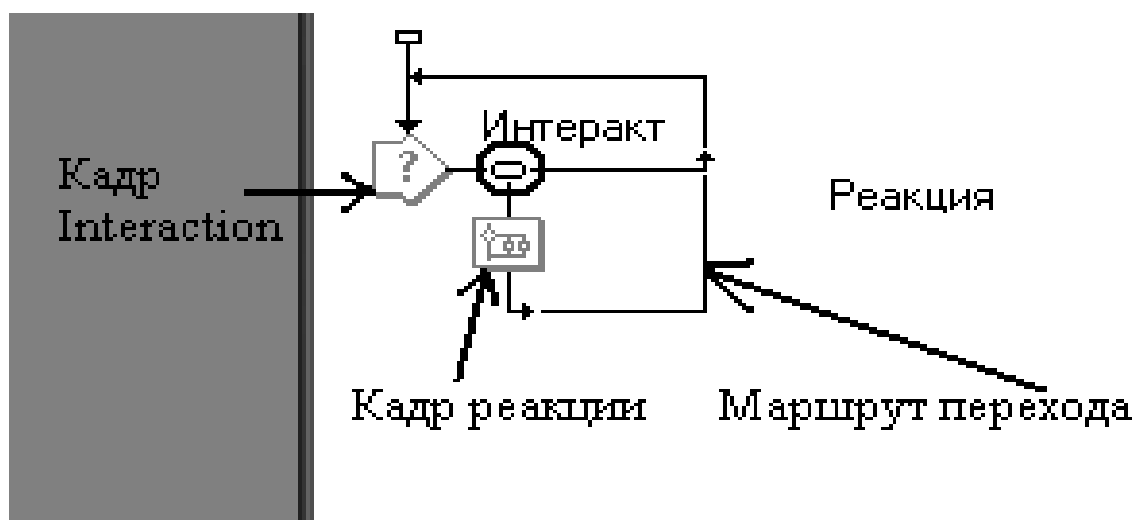 Интеракт
?
Кадр
Interaction
Реакция
Кадр реакции
Маршрут перехода